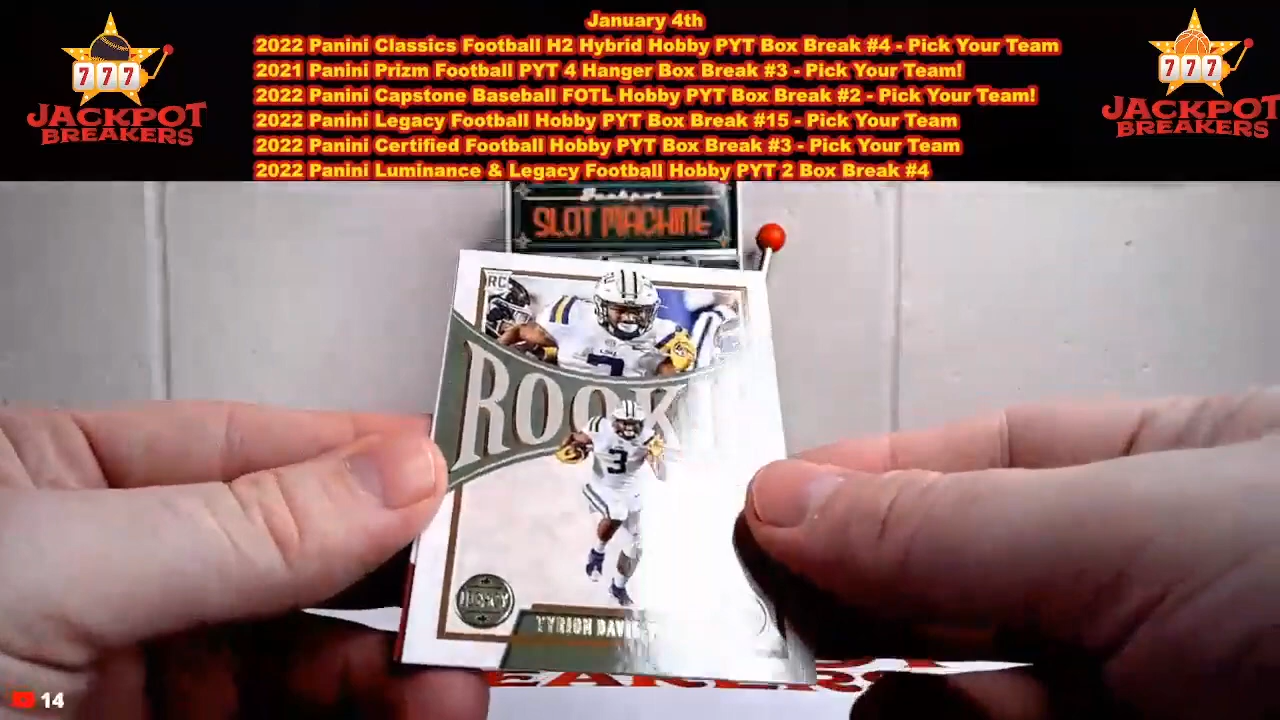 January 4th
2022 Panini Classics Football H2 Hybrid Hobby PYT Box Break #4 - Pick Your Team
2021 Panini Prizm Football PYT 4 Hanger Box Break #3 - Pick Your Team!
2022 Panini Capstone Baseball FOTL Hobby PYT Box Break #2 - Pick Your Team!
2022 Panini Legacy Football Hobby PYT Box Break #15 - Pick Your Team
2022 Panini Certified Football Hobby PYT Box Break #3 - Pick Your Team
2022 Panini Luminance & Legacy Football Hobby PYT 2 Box Break #4
777
JACKPOT
BREAKERS
777
JACKPOT
BREAKERS
SLOT MACHINE
RC
3
LEGACY
TYRION
14